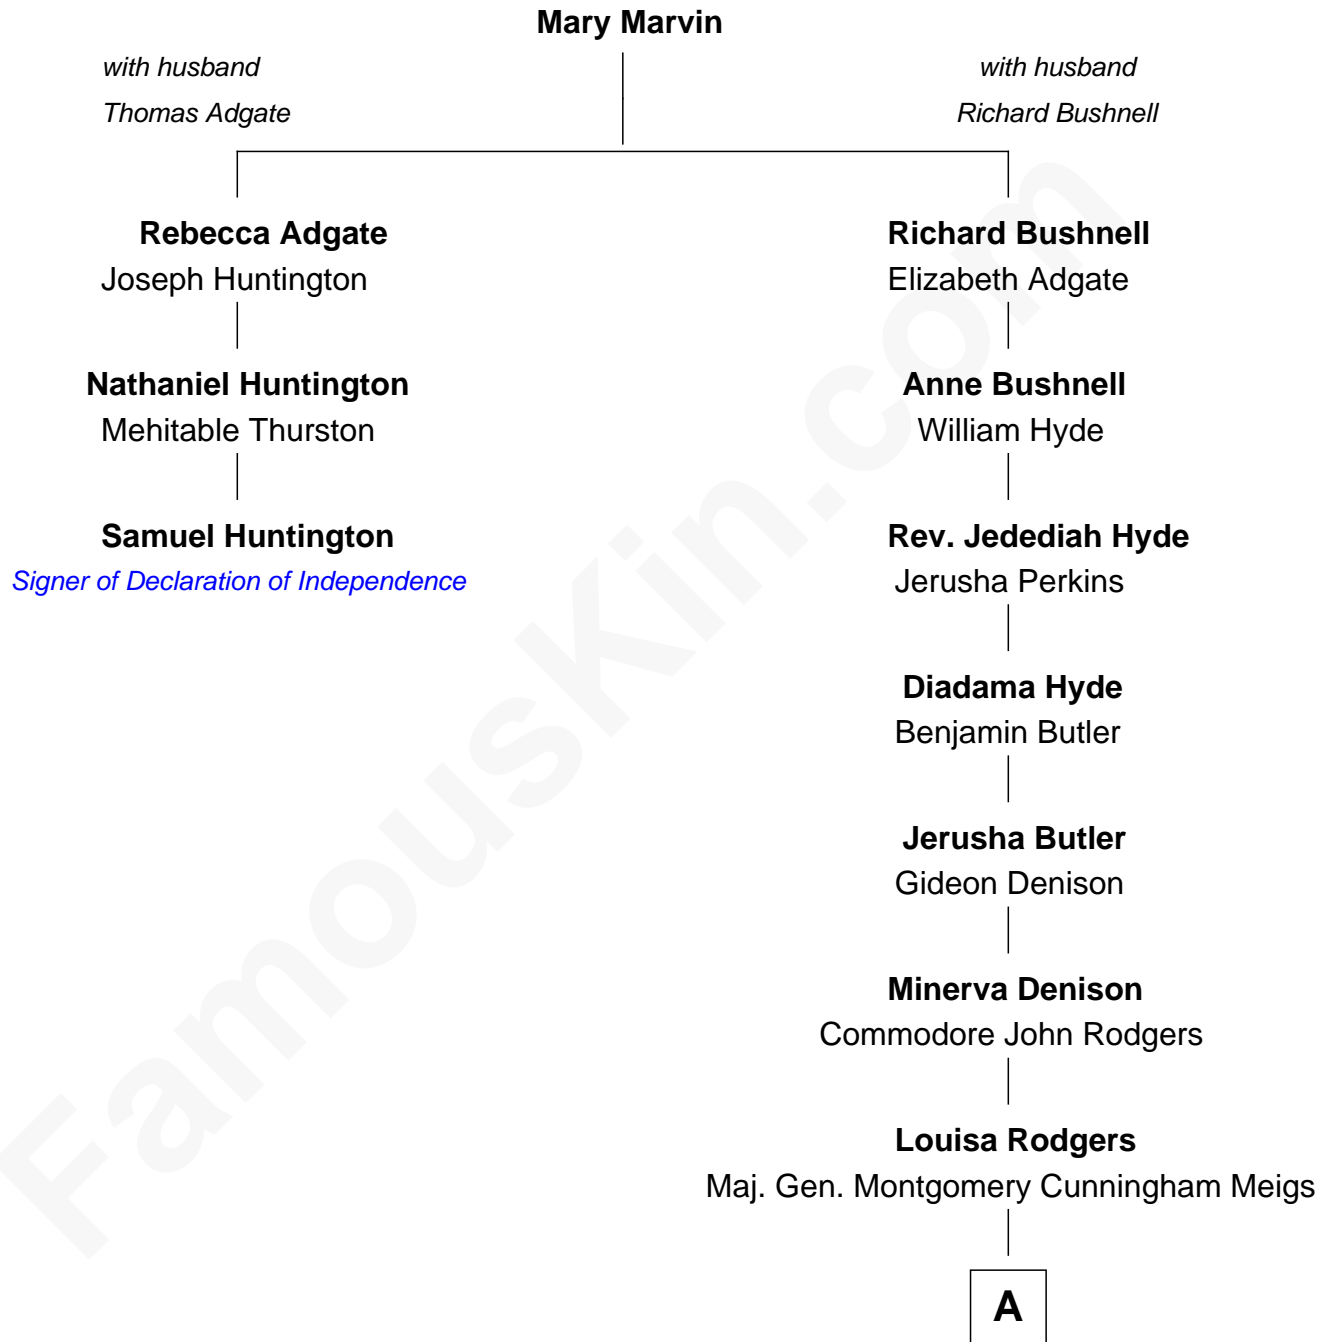 Mary Marvin
with husband
Thomas Adgate
with husband
Richard Bushnell
Rebecca Adgate
Joseph Huntington
Nathaniel Huntington
Mehitable Thurston
Samuel Huntington
Signer of Declaration of Independence
Richard Bushnell
Elizabeth Adgate
Anne Bushnell
William Hyde
Rev. Jedediah Hyde
Jerusha Perkins
Diadama Hyde
Benjamin Butler
Jerusha Butler
Gideon Denison
Minerva Denison
Commodore John Rodgers
Louisa Rodgers
Maj. Gen. Montgomery Cunningham Meigs
A
FamousKin.com